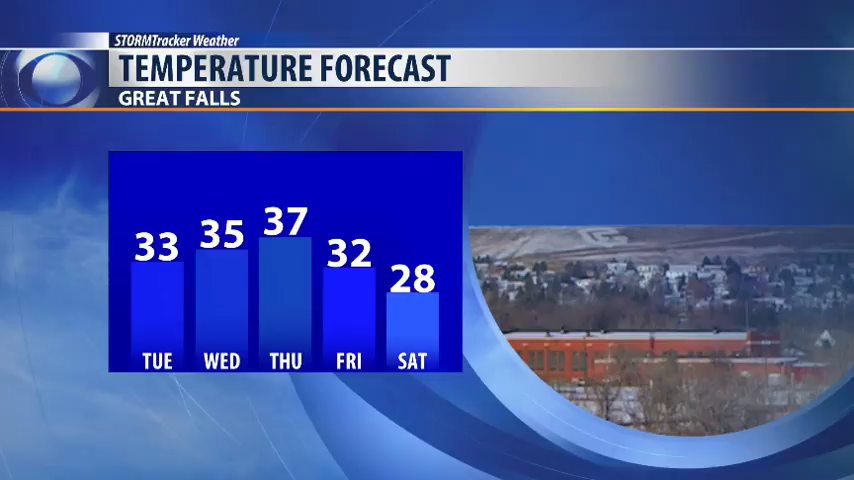 STORMTracker Weather
TEMPERATURE FORECAST
GREAT FALLS
33 35 37 32 28
TUE WED THU FRI SAT